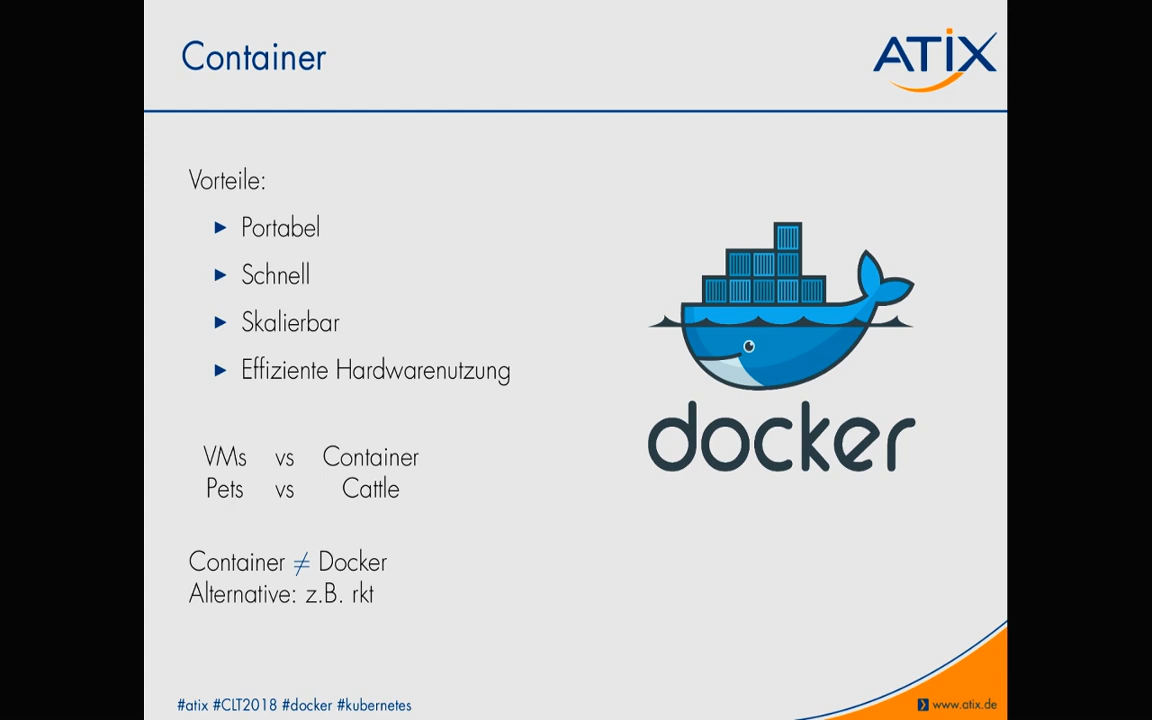 Container
ATIX
Vorteile:
Portabel
Schnell
Skalierbar
Effiziente Hardwarenutzung
VMs vs Container
Pets vs Cattle
docker
Container ≠ Docker
Alternative: z.B. rkt
#atix #CLT2018 #docker #kubernetes
www.atix.de